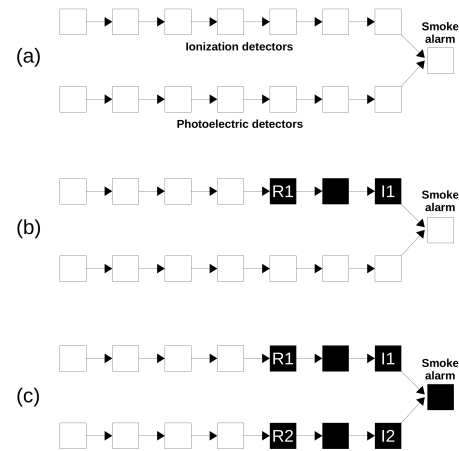 Smoke
alarm
(a)
Ionization detectors
Photoelectric detectors
Smoke
alarm
(b)
R1 I1
Smoke
alarm
(c)
R1 I1
R2 I2